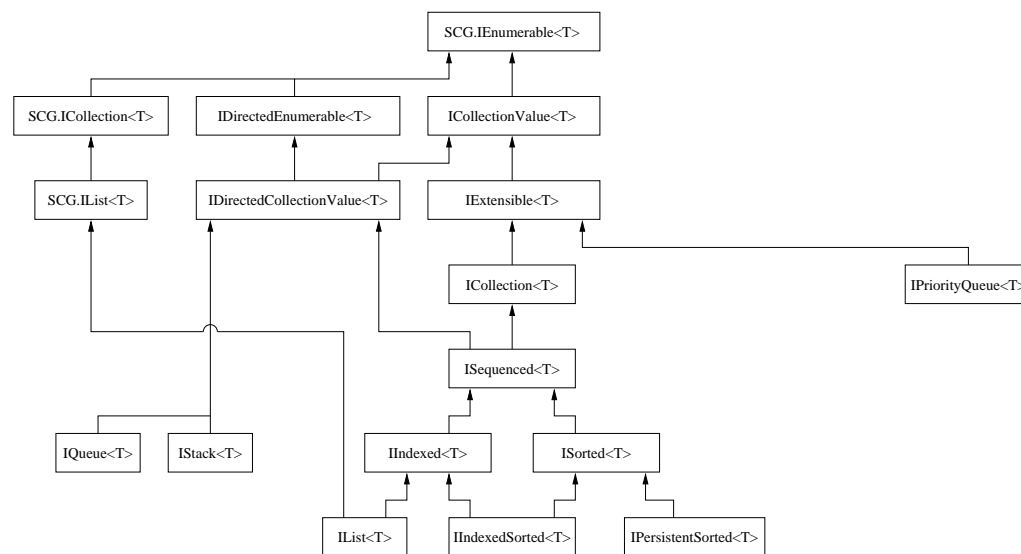 SCG.IEnumerable<T>
SCG.ICollection<T>
IDirectedEnumerable<T>
ICollectionValue<T>
SCG.IList<T>
IDirectedCollectionValue<T>
IExtensible<T>
ICollection<T>
IPriorityQueue<T>
ISequenced<T>
IQueue<T>
IStack<T>
IIndexed<T>
ISorted<T>
IList<T>
IIndexedSorted<T>
IPersistentSorted<T>